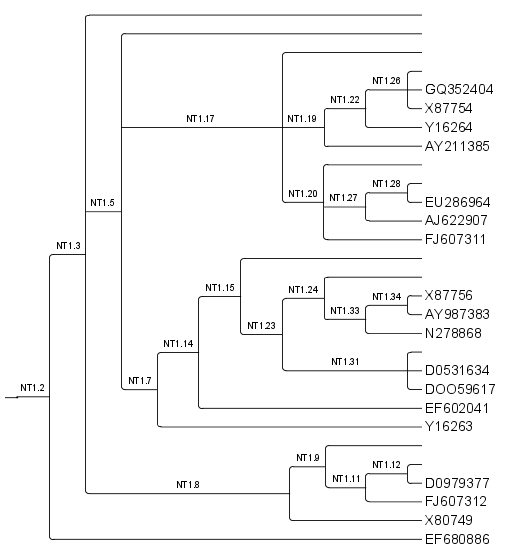 NT1.26
GQ352404
NT1.22
X87754
NT1.17
NT1.19
Y16264
AY211385
NT1.28
NT1.20
NT1.27
EU286964
NT1.5
AJ622907
FJ607311
NT1.3
NT1.15
NT1.24
X87756
NT1.34
NT1.33
AY987383
NT1.23
N278868
NT1.14
NT1.31
D0531634
NT1.7
NT1.2
DOO59617
EF602041
Y16263
NT1.9
NT1.12
NT1.8
NT1.11
D0979377
FJ607312
X80749
EF680886